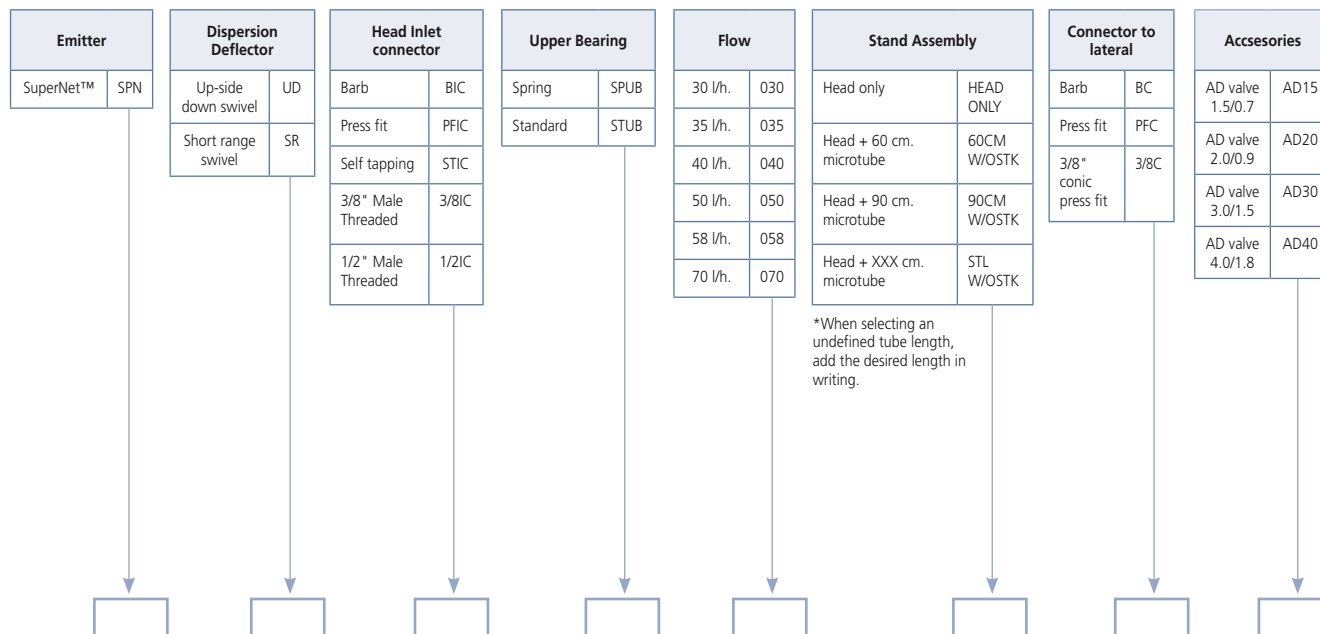 Emitter
SuperNet™ SPN
Dispersion
Deflector
Up-side
down swivel
UD
Short range
swivel
SR
Head Inlet
connector
Barb BIC
Press fit PFIC
Self tapping STIC
3/8" Male
Threaded
3/8IC
1/2" Male
Threaded
1/2IC
Upper Bearing
Spring SPUB
Standard STUB
Flow
30 l/h. 030
35 l/h. 035
40 l/h. 040
50 l/h. 050
58 l/h. 058
70 l/h. 070
Stand Assembly
Head only
HEAD
ONLY
Head + 60 cm.
microtube
60CM
W/OSTK
Head + 90 cm.
microtube
90CM
W/OSTK
Head + XXX cm.
microtube
STL
W/OSTK
*When selecting an
undefined tube length,
add the desired length in
writing.
Connector to
lateral
Barb BC
Press fit PFC
3/8"
conic
press fit
3/8C
Accsesories
AD valve
1.5/0.7
AD15
AD valve
2.0/0.9
AD20
AD valve
3.0/1.5
AD30
AD valve
4.0/1.8
AD40